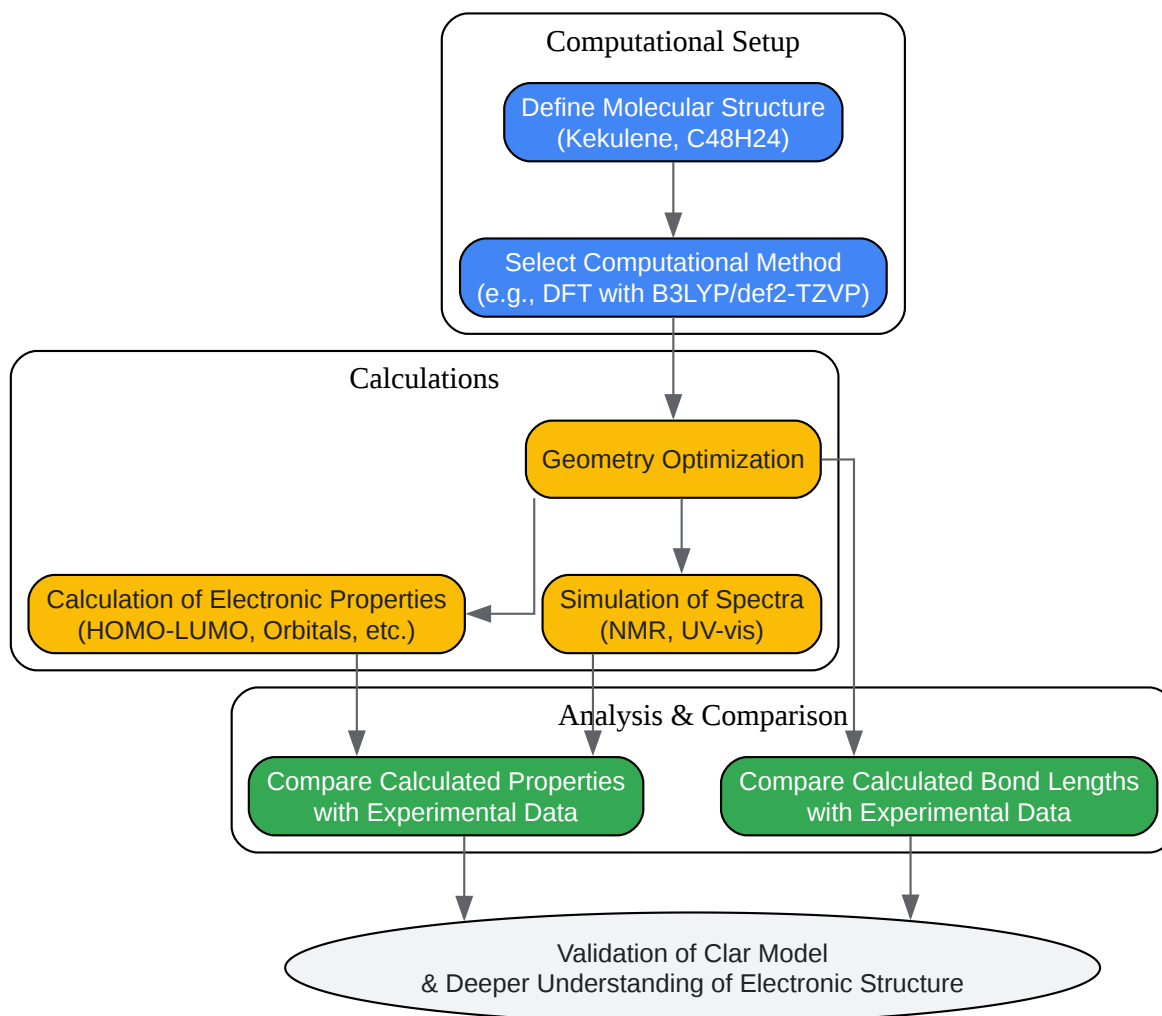 Computational Setup
Define Molecular Structure
(Kekulene, C48H24)
Select Computational Method
(e.g., DFT with B3LYP/def2-TZVP)
Calculations
Geometry Optimization
Calculation of Electronic Properties
(HOMO-LUMO, Orbitals, etc.)
Simulation of Spectra
(NMR, UV-vis)
Analysis & Comparison
Compare Calculated Properties
with Experimental Data
Compare Calculated Bond Lengths
with Experimental Data
Validation of Clar Model
& Deeper Understanding of Electronic Structure